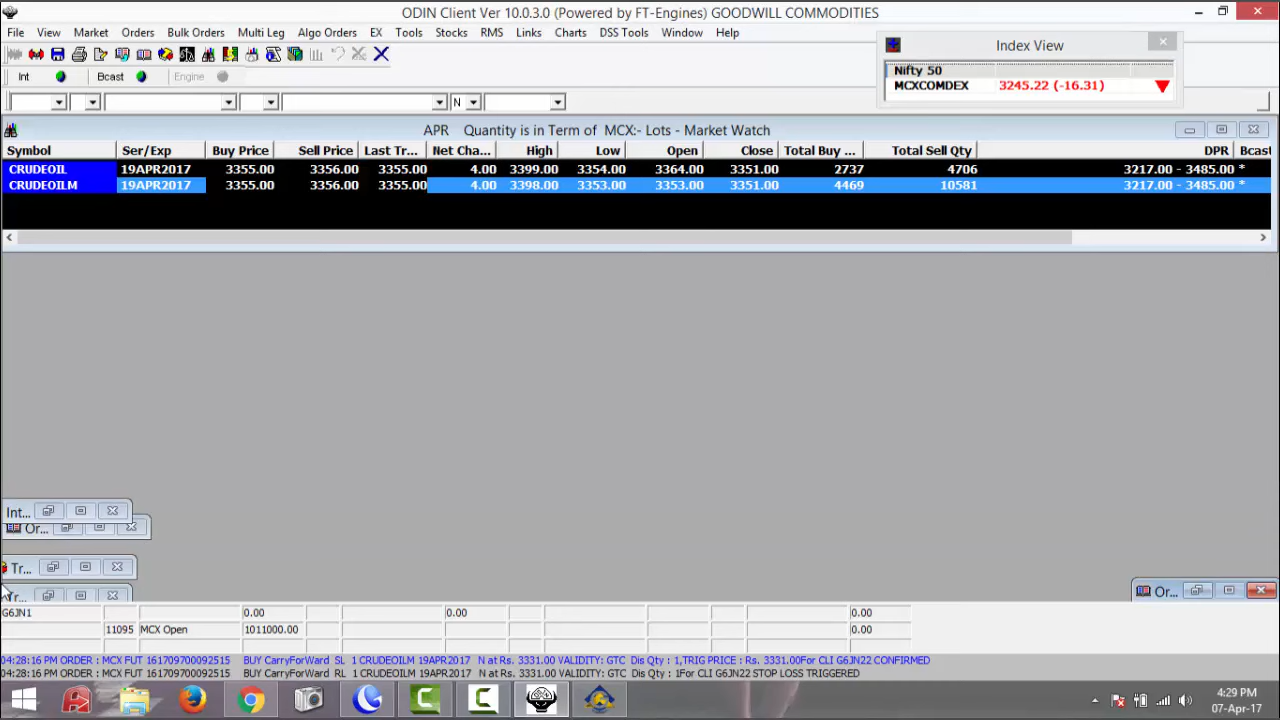 ODIN Client Ver 10.0.3.0 (Powered by FT-Engines) GOODWILL COMMODITIES
File View Market Orders Bulk Orders Multi Leg Algo Orders EX Tools Stocks RMS Links Charts DSS Tools Window Help
Index View
Nifty 50
MCXCOMDEX 3245.22 (-16.31)
Int Bcast Engine
N
APR Quantity is in Term of MCX:- Lots - Market Watch
Symbol Ser/Exp Buy Price Sell Price Last Tr... Net Cha... High Low Open Close Total Buy ... Total Sell Qty DPR Bcast
CRUDEOIL 19APR2017 3355.00 3356.00 3355.00 4.00 3399.00 3354.00 3364.00 3351.00 2737 4706 3217.00 - 3485.00 *
CRUDEOILM 19APR2017 3355.00 3356.00 3355.00 4.00 3398.00 3353.00 3353.00 3351.00 4469 10581 3217.00 - 3485.00 *
Int...
Or...
Tr...
Tr...
Or...
G6JN1 0.00 0.00 0.00
11095 MCX Open 1011000.00 0.00
04:28:16 PM ORDER : MCX FUT 161709700092515 BUY CarryForWard SL 1 CRUDEOILM 19APR2017 N at Rs. 3331.00 VALIDITY: GTC Dis Qty : 1,TRIG PRICE : Rs. 3331.00For CLI G6JN22 CONFIRMED
04:28:16 PM ORDER : MCX FUT 161709700092515 BUY CarryForWard RL 1 CRUDEOILM 19APR2017 N at Rs. 3331.00 VALIDITY: GTC Dis Qty : 1For CLI G6JN22 STOP LOSS TRIGGERED
4:29 PM
07-Apr-17